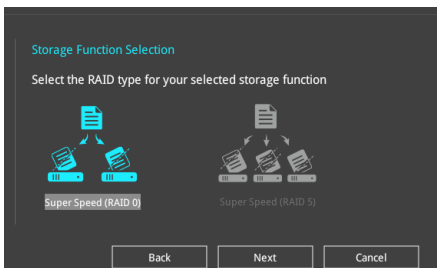 Storage Function Selection
Select the RAID type for your selected storage function
Super Speed (RAID 0)
Super Speed (RAID 5)
Back
Next
Cancel